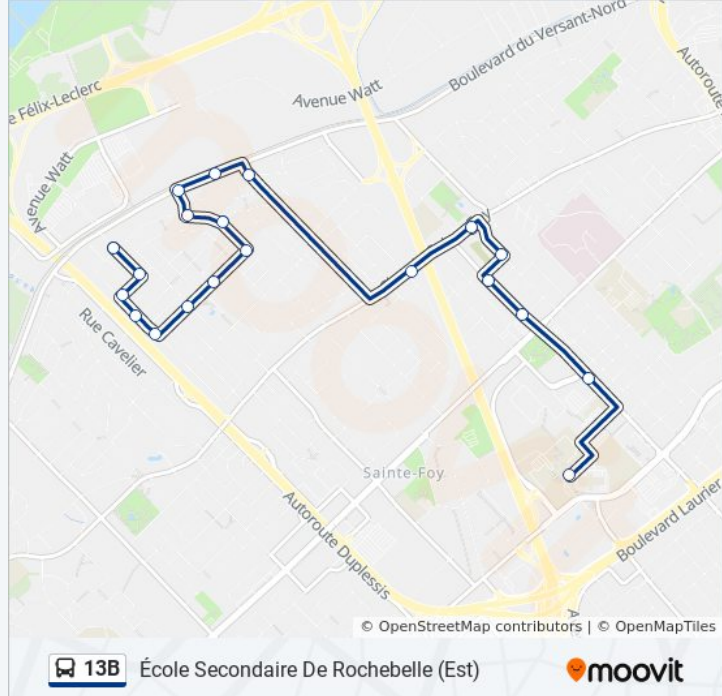 Boulevard du Versant-Nord
Autoroute
e Félix-Leclerc
Avenue Watt
Avenue Watt
Rue Cavelier
Sainte-Foy
Autoroute Duplessis
Boulevard Laurier
A
© OpenStreetMap contributors | © OpenMapTiles
13B École Secondaire De Rochebelle (Est)
moovit